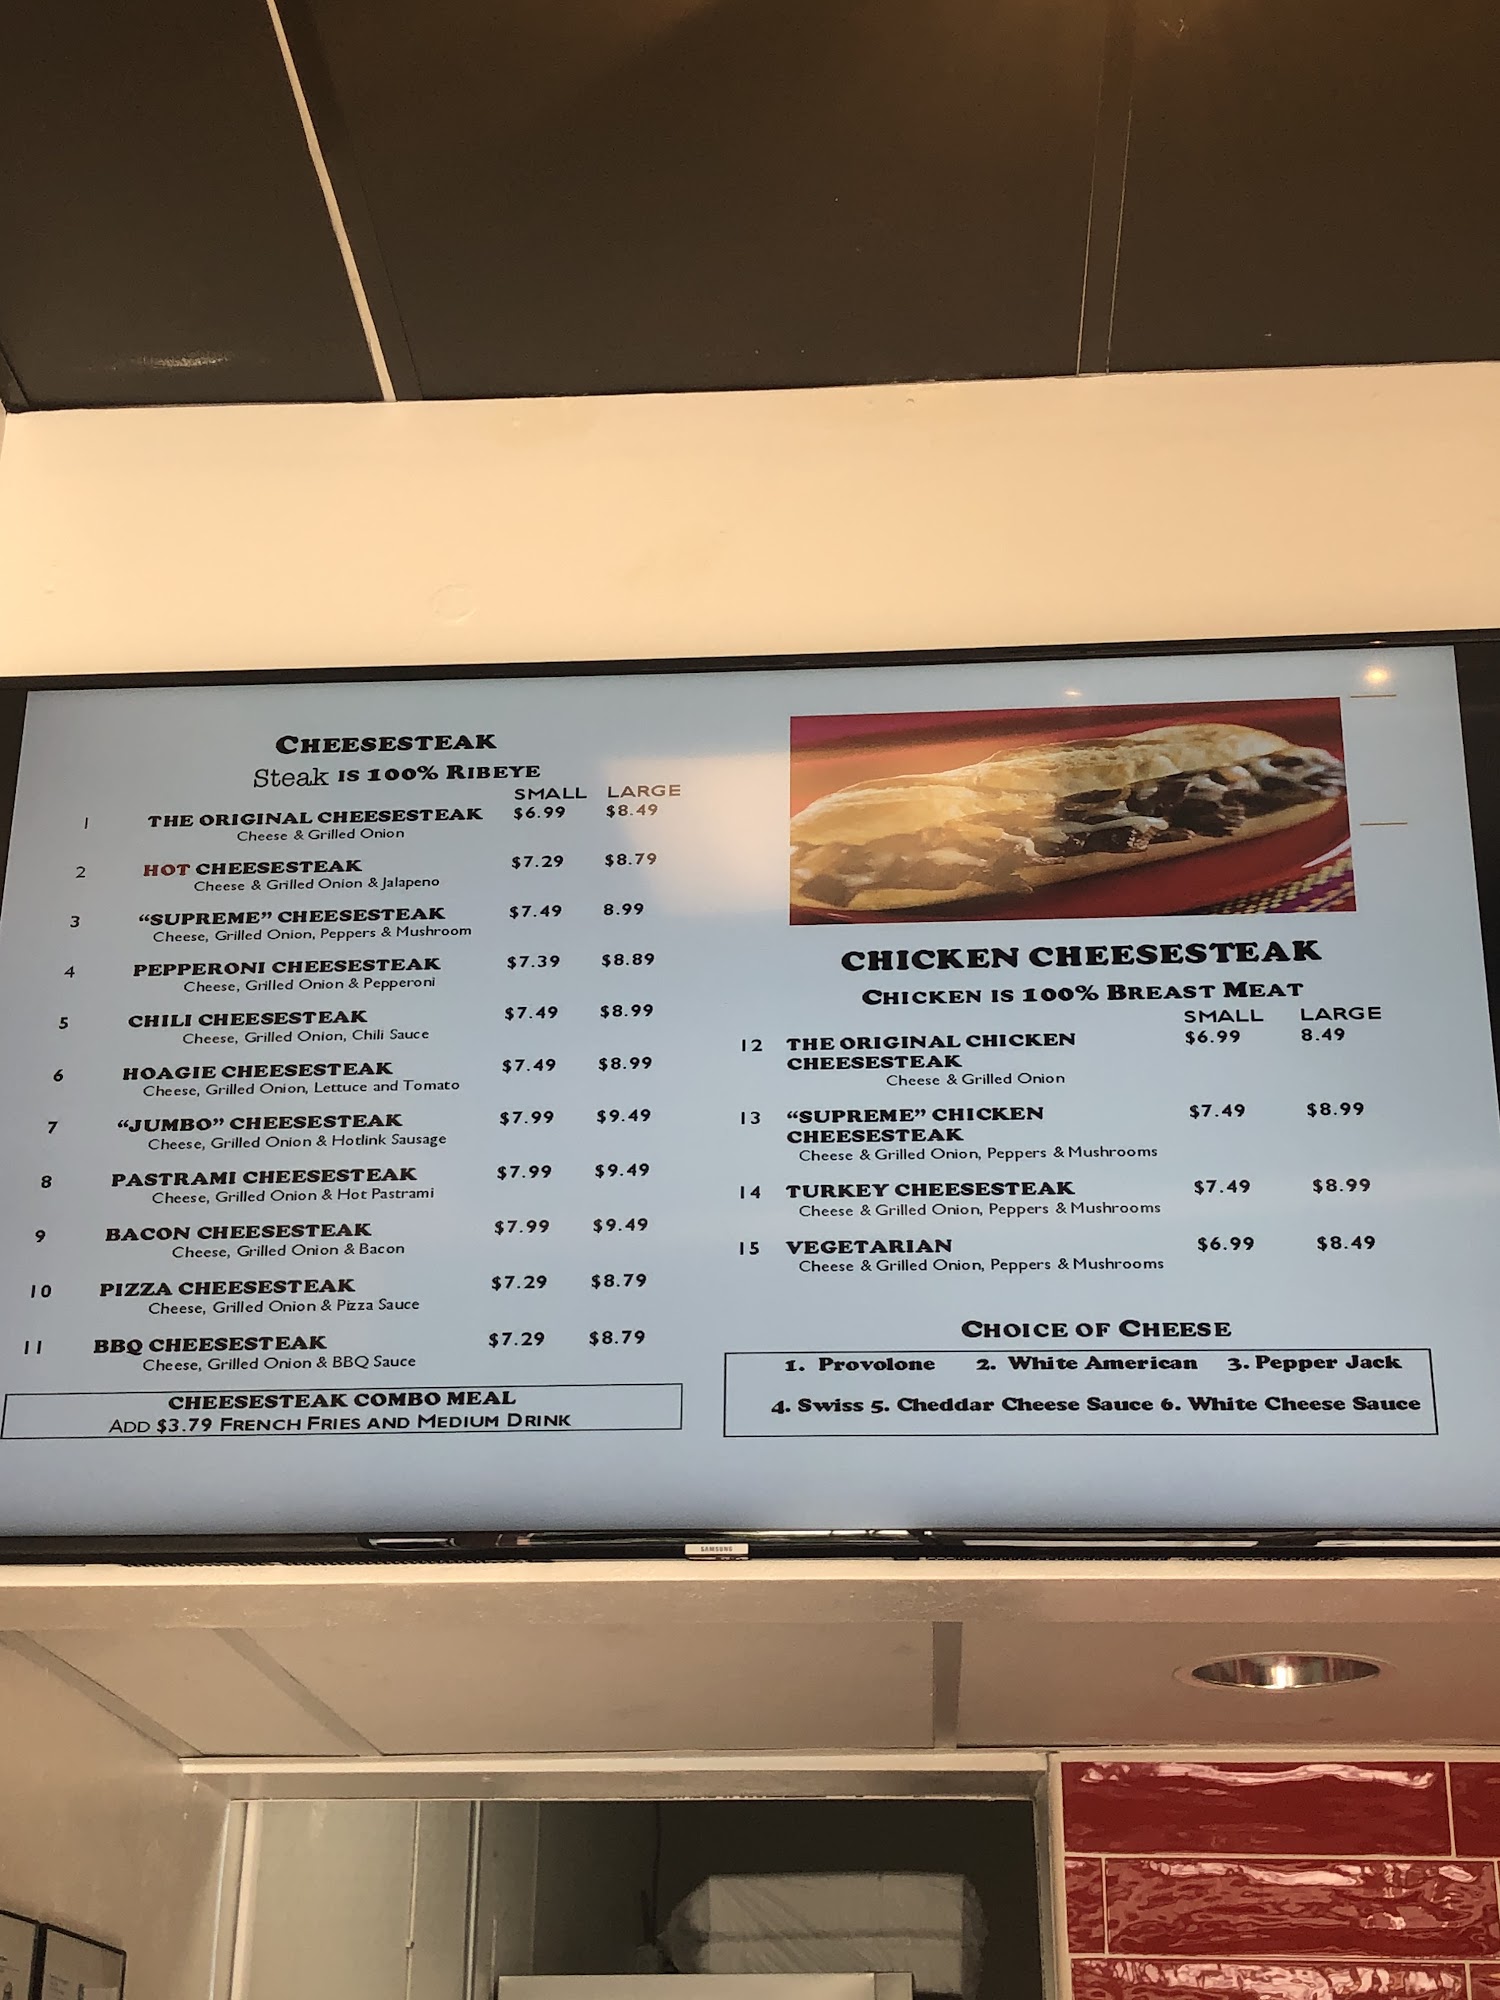 CHEESESTEAK
Steak IS 100% RIBEYE
SMALL LARGE
1 THE ORIGINAL CHEESESTEAK $6.99 $8.49
Cheese & Grilled Onion
2 HOT CHEESESTEAK $7.29 $8.79
Cheese & Grilled Onion & Jalapeno
3 “SUPREME” CHEESESTEAK $7.49 8.99
Cheese, Grilled Onion, Peppers & Mushroom
4 PEPPERONI CHEESESTEAK $7.39 $8.89
Cheese, Grilled Onion & Pepperoni
5 CHILI CHEESESTEAK $7.49 $8.99
Cheese, Grilled Onion, Chili Sauce
6 HOAGIE CHEESESTEAK $7.49 $8.99
Cheese, Grilled Onion, Lettuce and Tomato
7 “JUMBO” CHEESESTEAK $7.99 $9.49
Cheese, Grilled Onion & Hotlink Sausage
8 PASTRAMI CHEESESTEAK $7.99 $9.49
Cheese, Grilled Onion & Hot Pastrami
9 BACON CHEESESTEAK $7.99 $9.49
Cheese, Grilled Onion & Bacon
10 PIZZA CHEESESTEAK $7.29 $8.79
Cheese, Grilled Onion & Pizza Sauce
11 BBQ CHEESESTEAK $7.29 $8.79
Cheese, Grilled Onion & BBQ Sauce
CHEESESTEAK COMBO MEAL
ADD $3.79 FRENCH FRIES AND MEDIUM DRINK
CHICKEN CHEESESTEAK
CHICKEN IS 100% BREAST MEAT
SMALL LARGE
12 THE ORIGINAL CHICKEN $6.99 8.49
CHEESESTEAK
Cheese & Grilled Onion
13 “SUPREME” CHICKEN $7.49 $8.99
CHEESESTEAK
Cheese & Grilled Onion, Peppers & Mushrooms
14 TURKEY CHEESESTEAK $7.49 $8.99
Cheese & Grilled Onion, Peppers & Mushrooms
15 VEGETARIAN $6.99 $8.49
Cheese & Grilled Onion, Peppers & Mushrooms
CHOICE OF CHEESE
1. Provolone 2. White American 3. Pepper Jack
4. Swiss 5. Cheddar Cheese Sauce 6. White Cheese Sauce
SAMSUNG